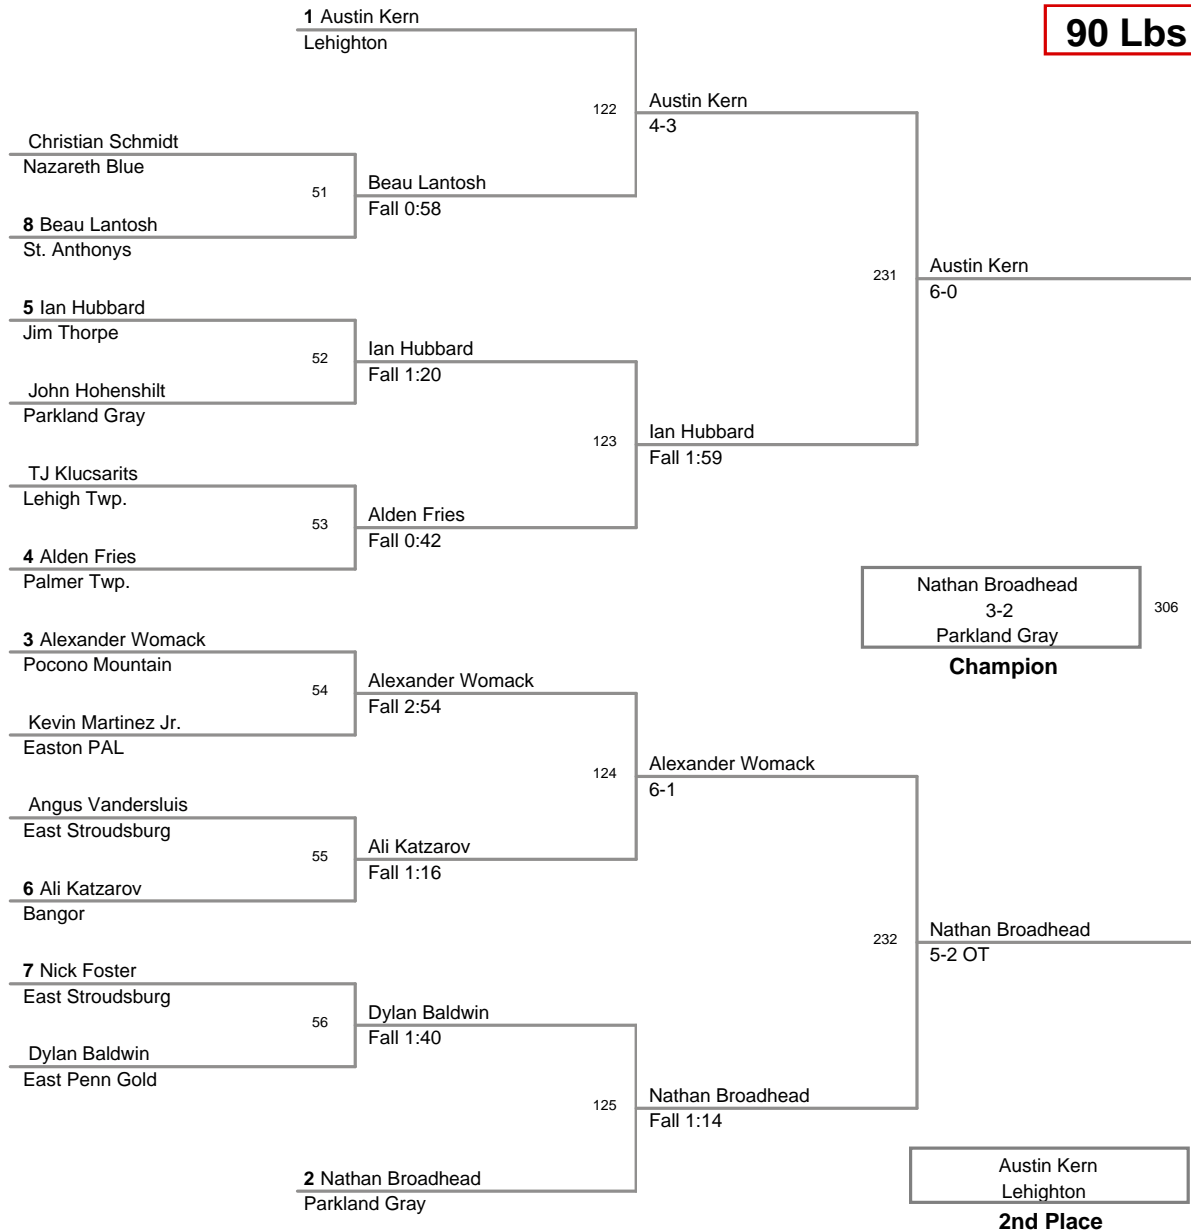 1 Austin Kern
Lehighton
90 Lbs
122
Austin Kern
4-3
Christian Schmidt
Nazareth Blue
51
Beau Lantosh
Fall 0:58
8 Beau Lantosh
St. Anthonys
231
Austin Kern
6-0
5 Ian Hubbard
Jim Thorpe
52
Ian Hubbard
Fall 1:20
John Hohenshilt
Parkland Gray
123
Ian Hubbard
Fall 1:59
TJ Klucsarits
Lehigh Twp.
53
Alden Fries
Fall 0:42
4 Alden Fries
Palmer Twp.
Nathan Broadhead
3-2
Parkland Gray
306
Champion
3 Alexander Womack
Pocono Mountain
54
Alexander Womack
Fall 2:54
Kevin Martinez Jr.
Easton PAL
124
Alexander Womack
6-1
Angus Vandersluis
East Stroudsburg
55
Ali Katzarov
Fall 1:16
6 Ali Katzarov
Bangor
232
Nathan Broadhead
5-2 OT
7 Nick Foster
East Stroudsburg
56
Dylan Baldwin
Fall 1:40
Dylan Baldwin
East Penn Gold
125
Nathan Broadhead
Fall 1:14
2 Nathan Broadhead
Parkland Gray
Austin Kern
Lehighton
2nd Place